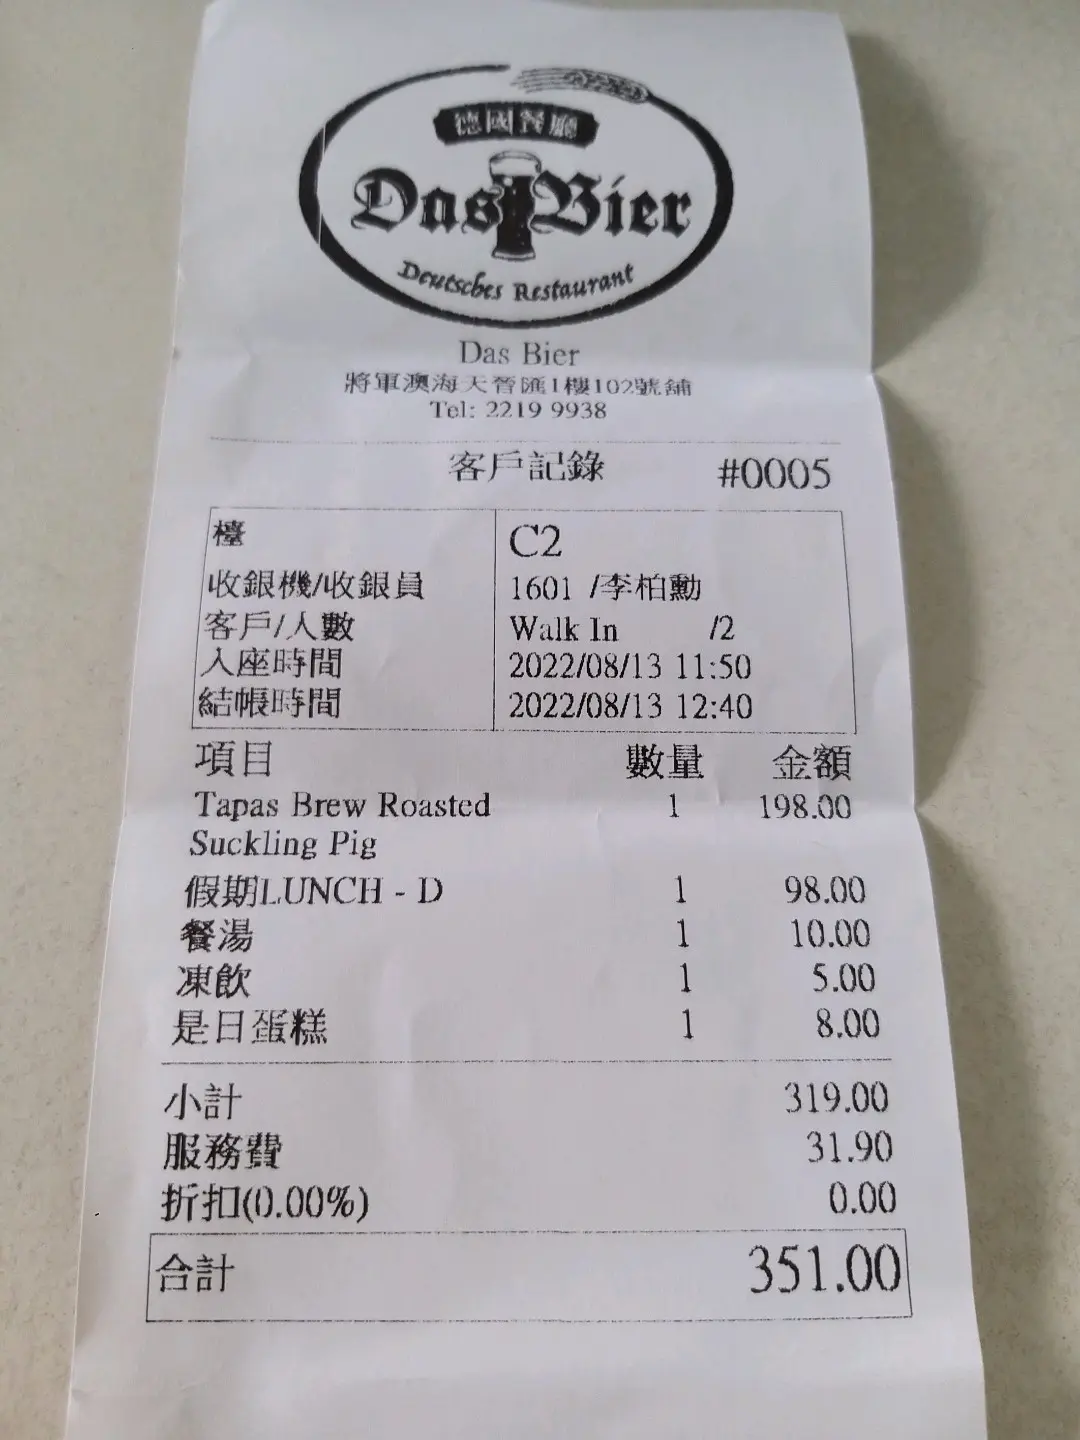 德國餐廳
Das Bier
Deutsches Restaurant
Das Bier
將軍澳海天晉匯1樓102號舖
Tel: 2219 9938
客戶記錄 #0005
檯 C2
收銀機/收銀員 1601 /李柏勳
客戶/人數 Walk In /2
入座時間 2022/08/13 11:50
結帳時間 2022/08/13 12:40
項目 數量 金額
Tapas Brew Roasted 1 198.00
Suckling Pig
假期LUNCH - D 1 98.00
餐湯 1 10.00
凍飲 1 5.00
是日蛋糕 1 8.00
小計 319.00
服務費 31.90
折扣(0.00%) 0.00
合計 351.00